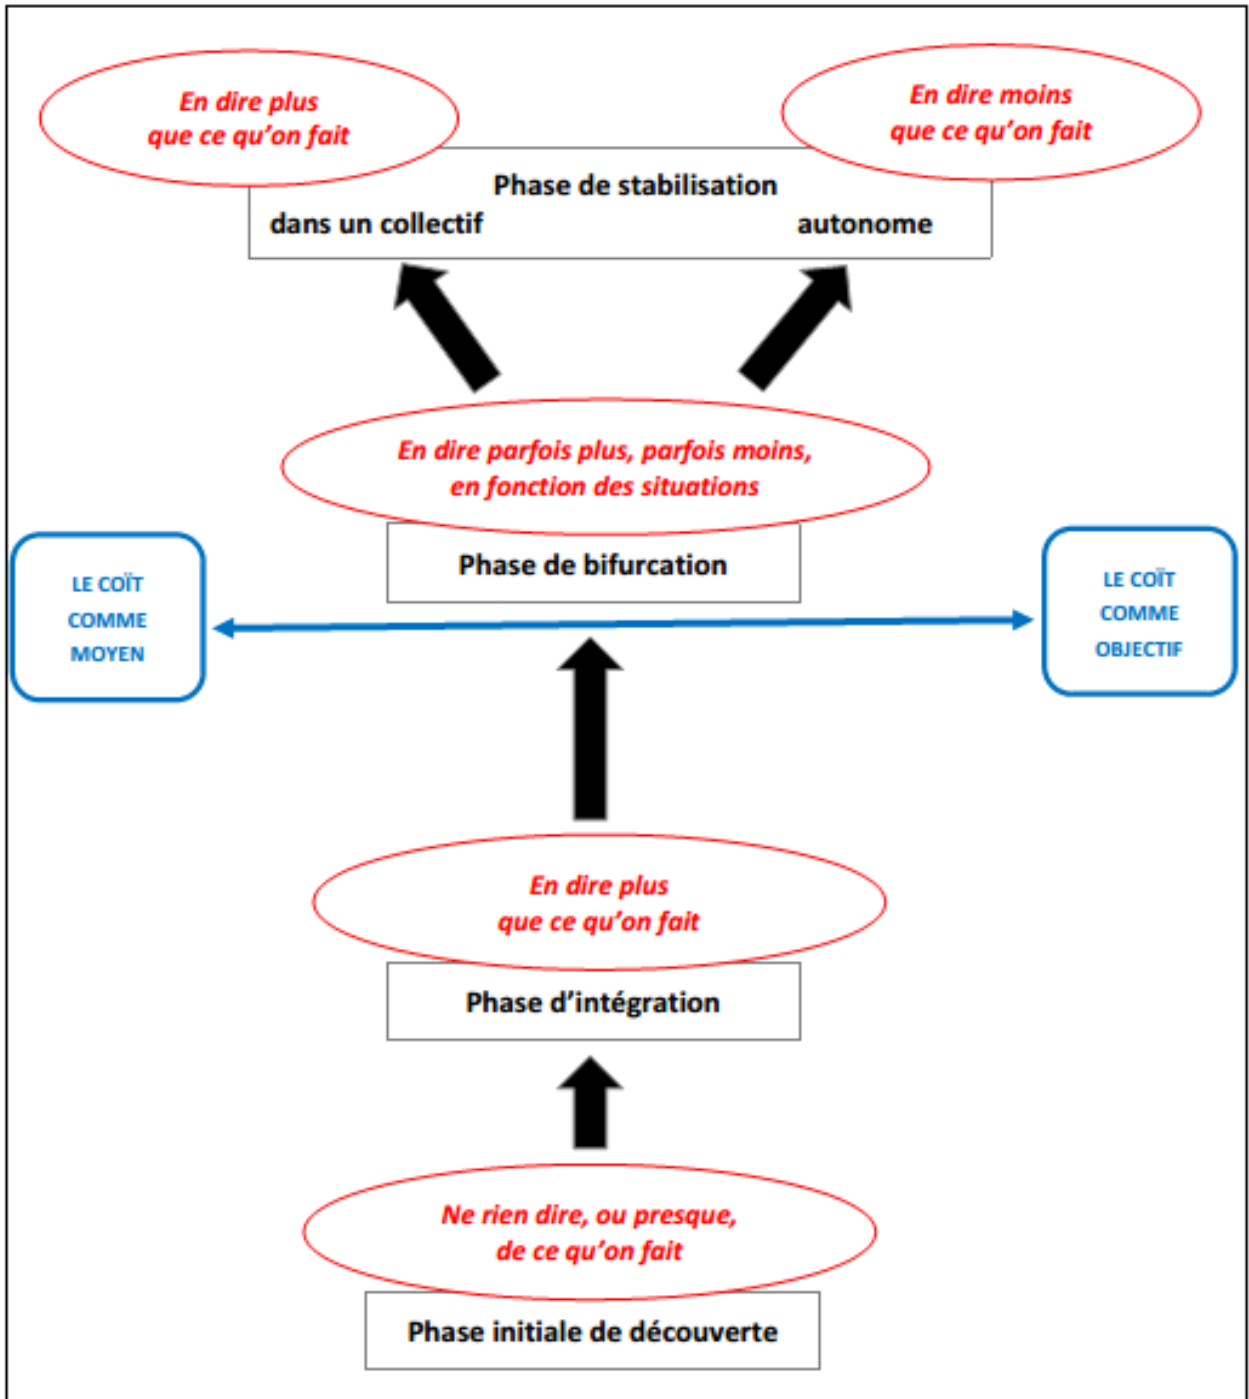 En dire plus
que ce qu'on fait
En dire moins
que ce qu'on fait
Phase de stabilisation
dans un collectif
autonome
En dire parfois plus, parfois moins,
en fonction des situations
Phase de bifurcation
LE COÏT
COMME
MOYEN
LE COÏT
COMME
OBJECTIF
En dire plus
que ce qu'on fait
Phase d'intégration
Ne rien dire, ou presque,
de ce qu'on fait
Phase initiale de découverte